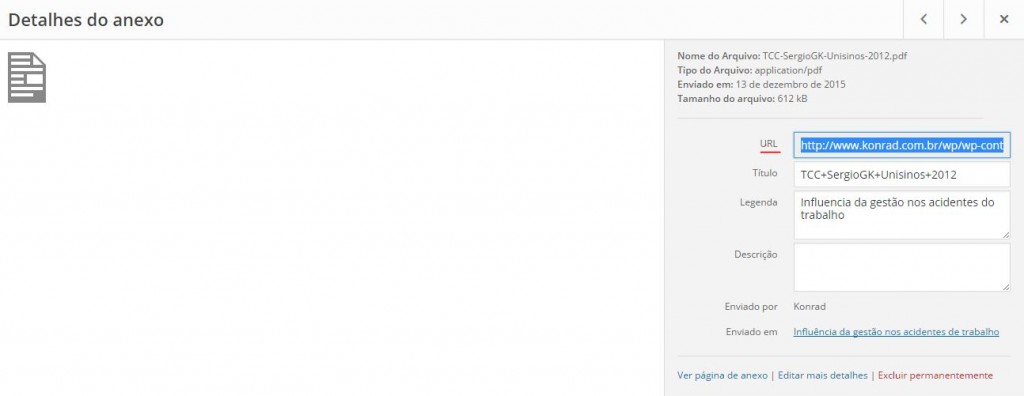 Detalhes do anexo
Nome do Arquivo: TCC-SergioGK-Unisinos-2012.pdf
Tipo do Arquivo: application/pdf
Enviado em: 13 de dezembro de 2015
Tamanho do arquivo: 612 kB
URL http://www.konrad.com.br/wp/wp-cont
Título TCC+SergioGK+Unisinos+2012
Legenda Influencia da gestão nos acidentes do
trabalho
Descrição
Enviado por Konrad
Enviado em Influência da gestão nos acidentes de trabalho
Ver página de anexo | Editar mais detalhes | Excluir permanentemente